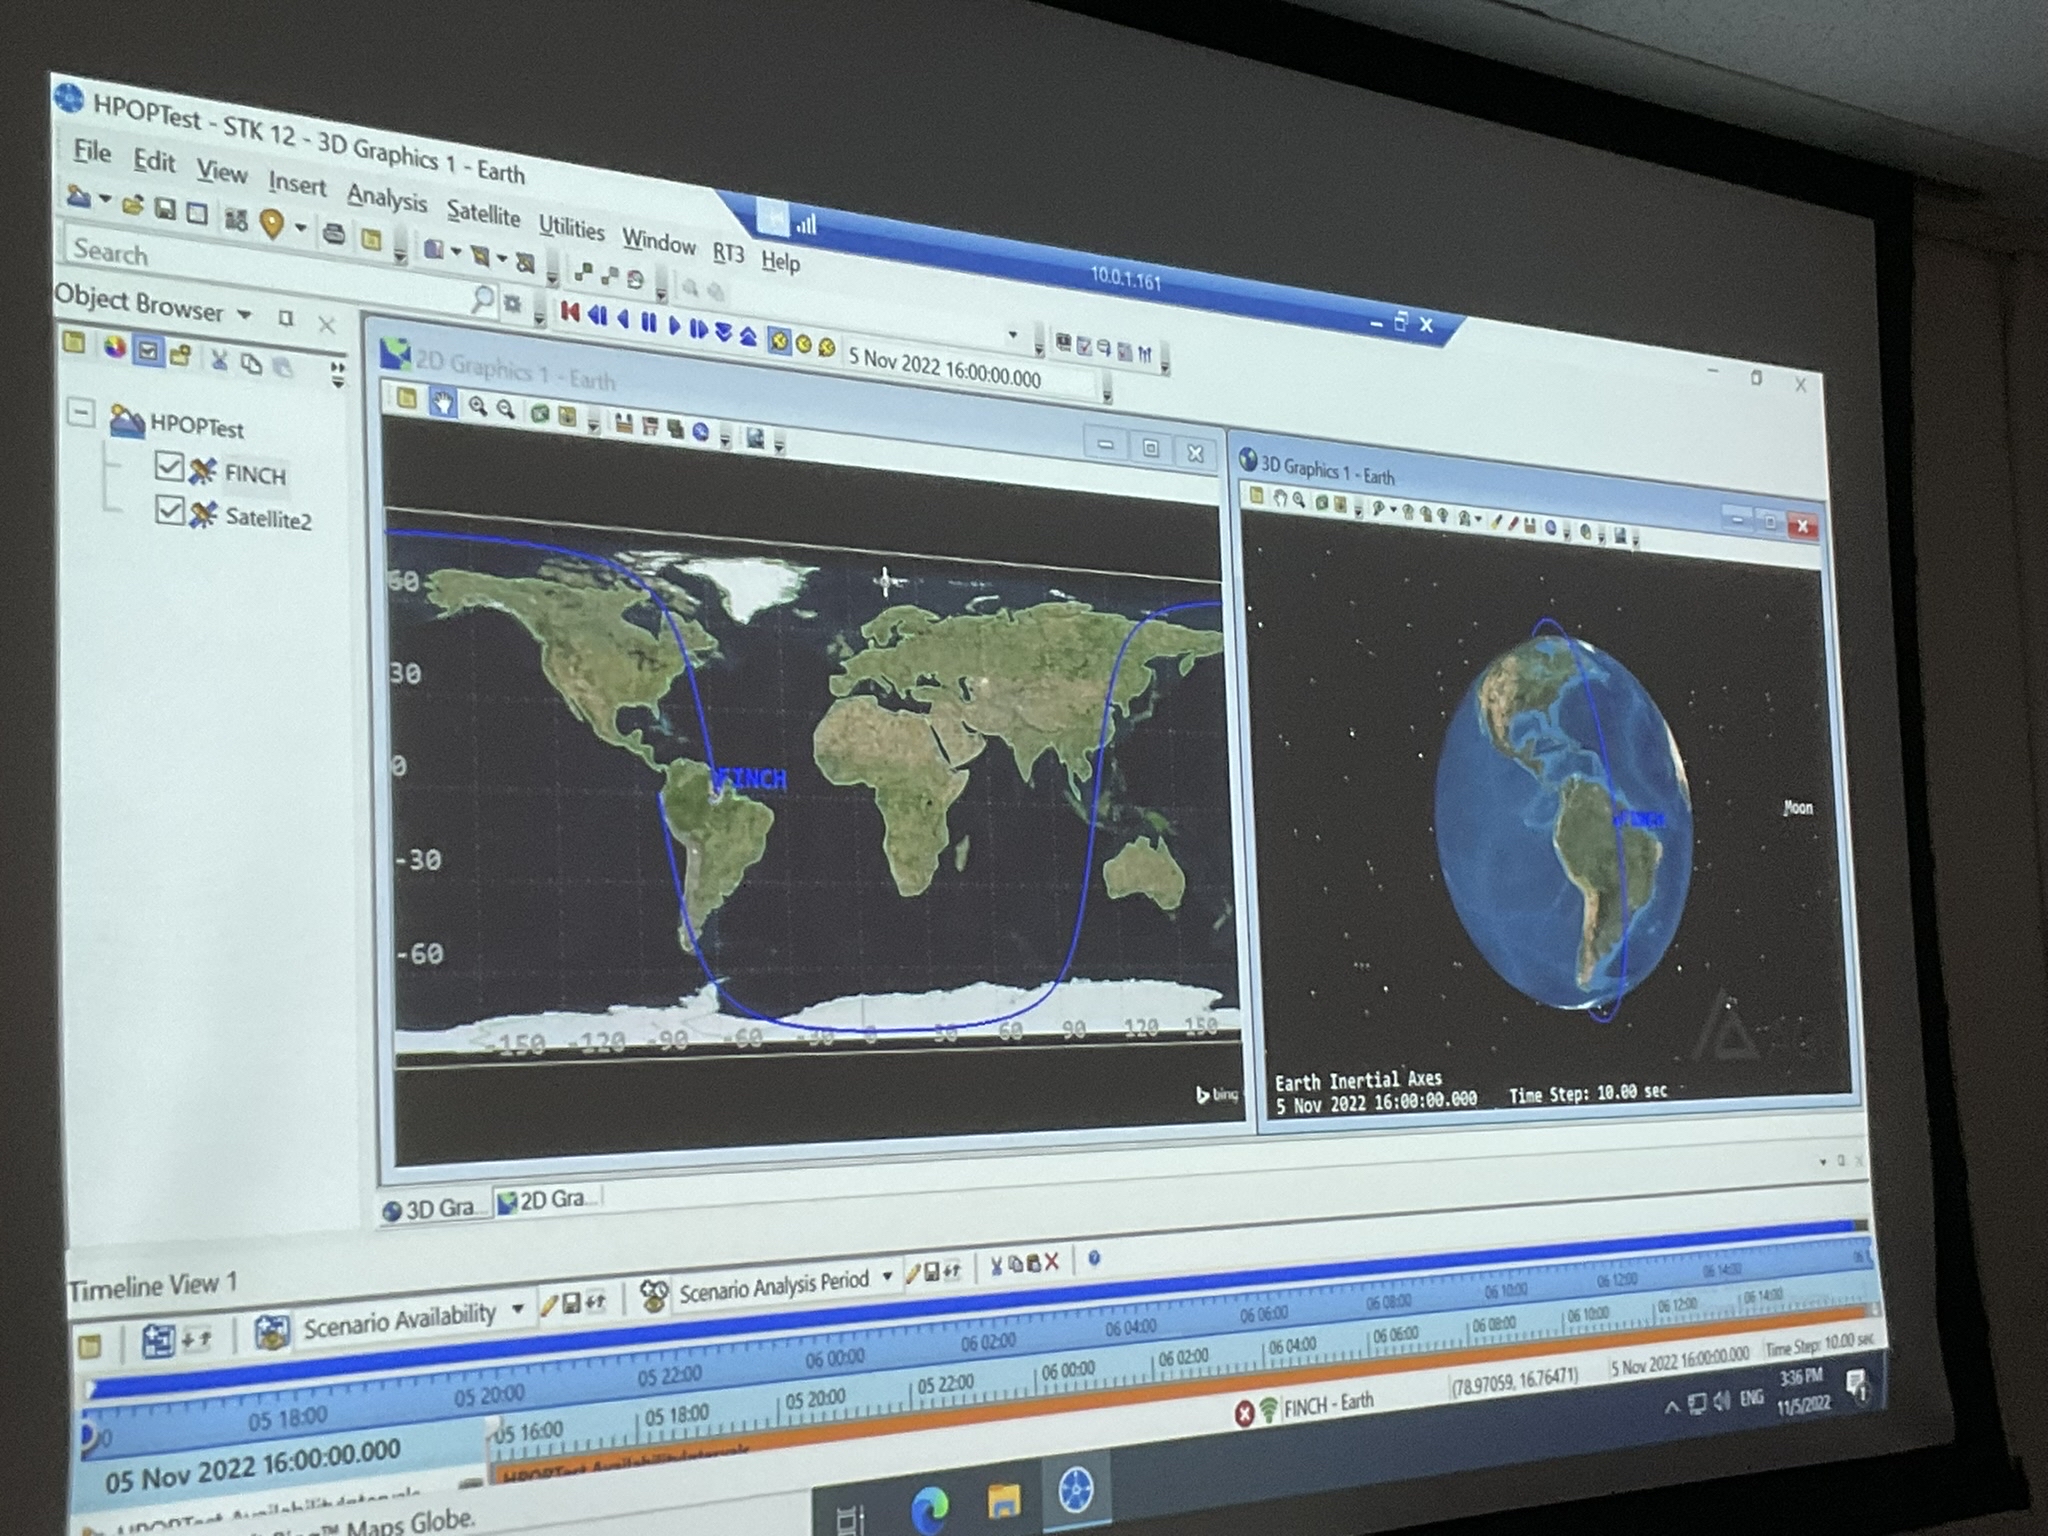 HPOPTest - STK 12 - 3D Graphics 1 - Earth
File Edit View Insert Analysis Satellite Utilities Window RT3 Help
10.0.1.161
Search
5 Nov 2022 16:00:00.000
Object Browser
HPOPTest
FINCH
Satellite2
2D Graphics 1 - Earth
60
30
0
-30
-60
FINCH
-150 -120 -90 -60 -30 0 30 60 90 120 150
bing
3D Graphics 1 - Earth
FINCH
Moon
Earth Inertial Axes
5 Nov 2022 16:00:00.000 Time Step: 10.00 sec
3D Gra...
2D Gra...
Timeline View 1
Scenario Availability
Scenario Analysis Period
05 18:00 05 20:00 05 22:00 06 00:00 06 02:00 06 04:00 06 06:00 06 08:00 06 10:00 06 12:00 06 14:00
05 16:00 05 18:00 05 20:00 05 22:00 06 00:00 06 02:00 06 04:00 06 06:00 06 08:00 06 10:00 06 12:00 06 14:00
05 Nov 2022 16:00:00.000
HPOPTest AvailabilityIntervals
HPOPTest AvailabilityIntervals
Maps Globe.
FINCH - Earth
(78.97059, 16.76471)
5 Nov 2022 16:00:00.000
Time Step: 10.00 sec
ENG
3:36 PM
11/5/2022
1